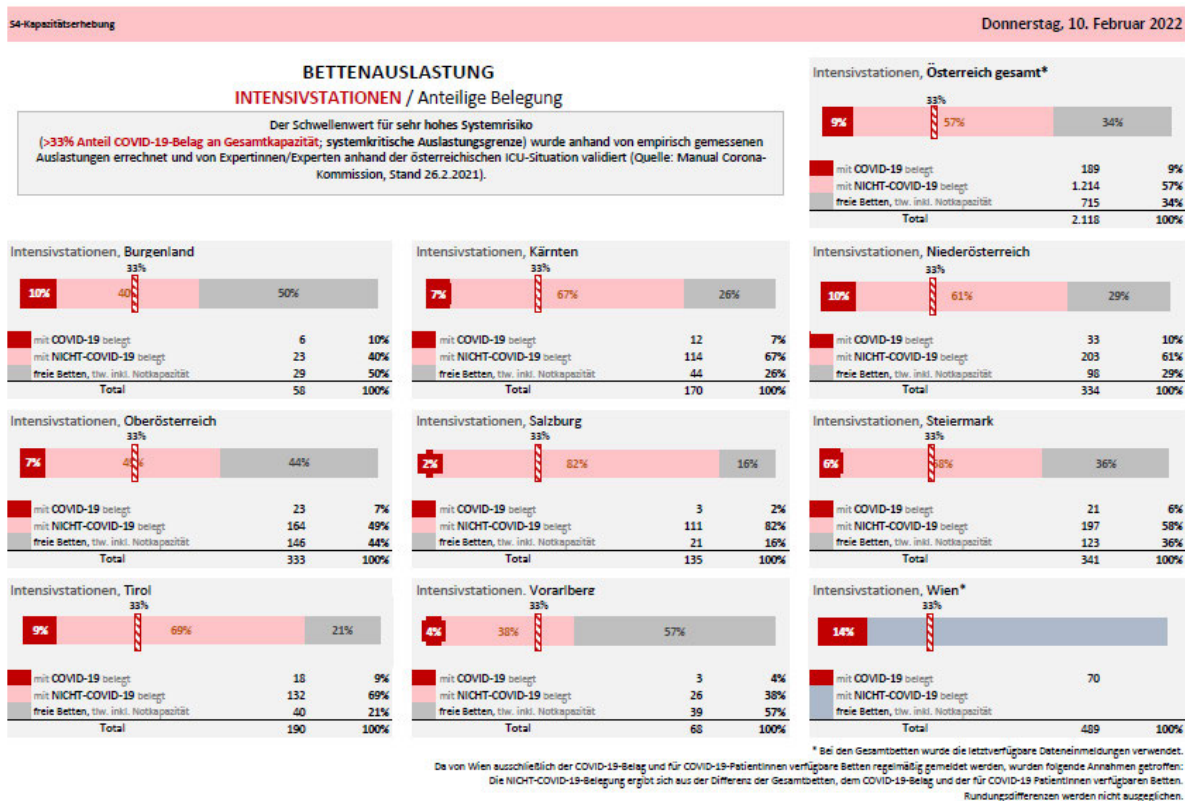 S4-Kapazitätserhebung
Donnerstag, 10. Februar 2022
BETTENAUSLASTUNG
INTENSIVSTATIONEN / Anteilige Belegung
Der Schwellenwert für sehr hohes Systemrisiko
(>33% Anteil COVID-19-Belag an Gesamtkapazität; systemkritische Auslastungsgrenze) wurde anhand von empirisch gemessenen
Auslastungen errechnet und von Expertinnen/Experten anhand der österreichischen ICU-Situation validiert (Quelle: Manual Corona-
Kommission, Stand 26.2.2021).
Intensivstationen, Österreich gesamt*
33%
9% 57% 34%
mit COVID-19 belegt 189 9%
mit NICHT-COVID-19 belegt 1.214 57%
freie Betten, tlw. inkl. Notkapazität 715 34%
Total 2.118 100%
Intensivstationen, Burgenland
33%
10% 40% 50%
mit COVID-19 belegt 6 10%
mit NICHT-COVID-19 belegt 23 40%
freie Betten, tlw. inkl. Notkapazität 29 50%
Total 58 100%
Intensivstationen, Kärnten
33%
7% 67% 26%
mit COVID-19 belegt 12 7%
mit NICHT-COVID-19 belegt 114 67%
freie Betten, tlw. inkl. Notkapazität 44 26%
Total 170 100%
Intensivstationen, Niederösterreich
33%
10% 61% 29%
mit COVID-19 belegt 33 10%
mit NICHT-COVID-19 belegt 203 61%
freie Betten, tlw. inkl. Notkapazität 98 29%
Total 334 100%
Intensivstationen, Oberösterreich
33%
7% 49% 44%
mit COVID-19 belegt 23 7%
mit NICHT-COVID-19 belegt 164 49%
freie Betten, tlw. inkl. Notkapazität 146 44%
Total 333 100%
Intensivstationen, Salzburg
33%
2% 82% 16%
mit COVID-19 belegt 3 2%
mit NICHT-COVID-19 belegt 111 82%
freie Betten, tlw. inkl. Notkapazität 21 16%
Total 135 100%
Intensivstationen, Steiermark
33%
6% 58% 36%
mit COVID-19 belegt 21 6%
mit NICHT-COVID-19 belegt 197 58%
freie Betten, tlw. inkl. Notkapazität 123 36%
Total 341 100%
Intensivstationen, Tirol
33%
9% 69% 21%
mit COVID-19 belegt 18 9%
mit NICHT-COVID-19 belegt 132 69%
freie Betten, tlw. inkl. Notkapazität 40 21%
Total 190 100%
Intensivstationen. Vorarlberg
33%
4% 38% 57%
mit COVID-19 belegt 3 4%
mit NICHT-COVID-19 belegt 26 38%
freie Betten, tlw. inkl. Notkapazität 39 57%
Total 68 100%
Intensivstationen, Wien*
33%
14%
mit COVID-19 belegt 70
mit NICHT-COVID-19 belegt
freie Betten, tlw. inkl. Notkapazität
Total 489 100%
* Bei den Gesamtbetten wurde die letztverfügbare Dateneinmeldungen verwendet.
Da von Wien ausschließlich der COVID-19-Belag und für COVID-19-PatientInnen verfügbare Betten regelmäßig gemeldet werden, wurden folgende Annahmen getroffen:
Die NICHT-COVID-19-Belegung ergibt sich aus der Differenz der Gesamtbetten, dem COVID-19-Belag und der für COVID-19 PatientInnen verfügbaren Betten.
Rundungsdifferenzen werden nicht ausgeglichen.